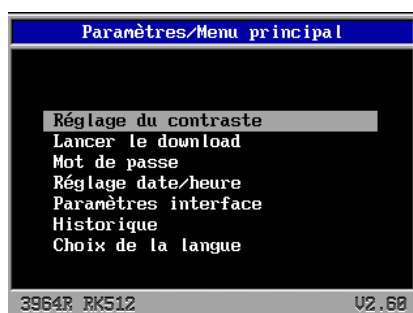 Paramètres/Menu principal
Réglage du contraste
Lancer le download
Mot de passe
Réglage date/heure
Paramètres interface
Historique
Choix de la langue
3964R RK512 V2.60